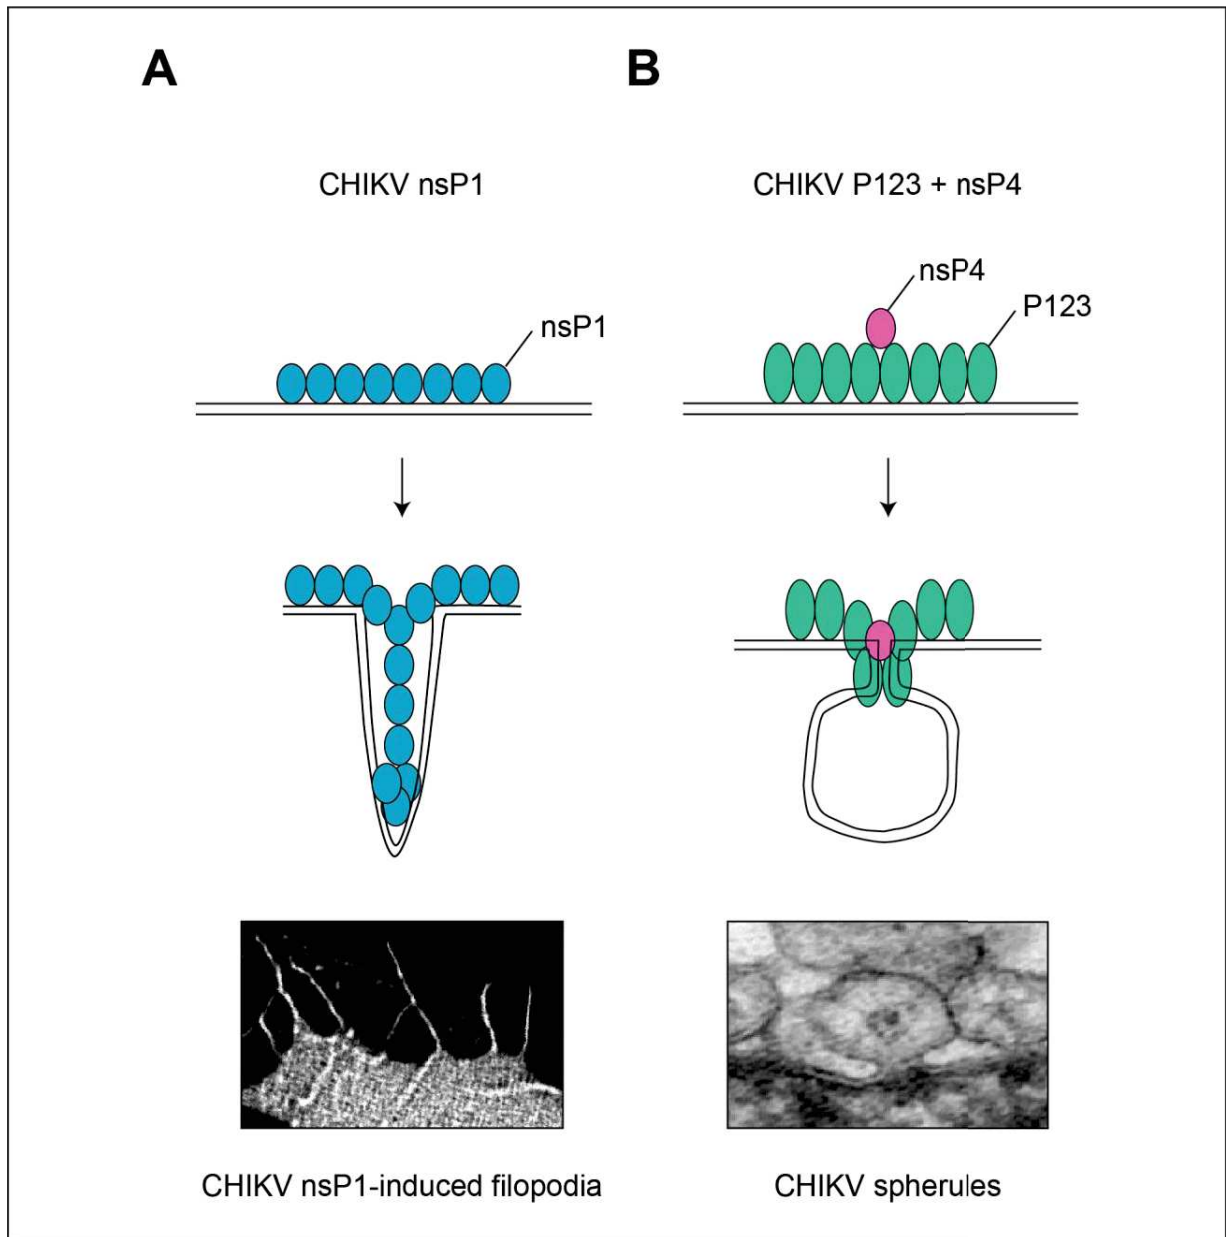 A
B
CHIKV nsP1
CHIKV P123 + nsP4
nsP4
P123
nsP1
CHIKV nsP1-induced filopodia
CHIKV spherules